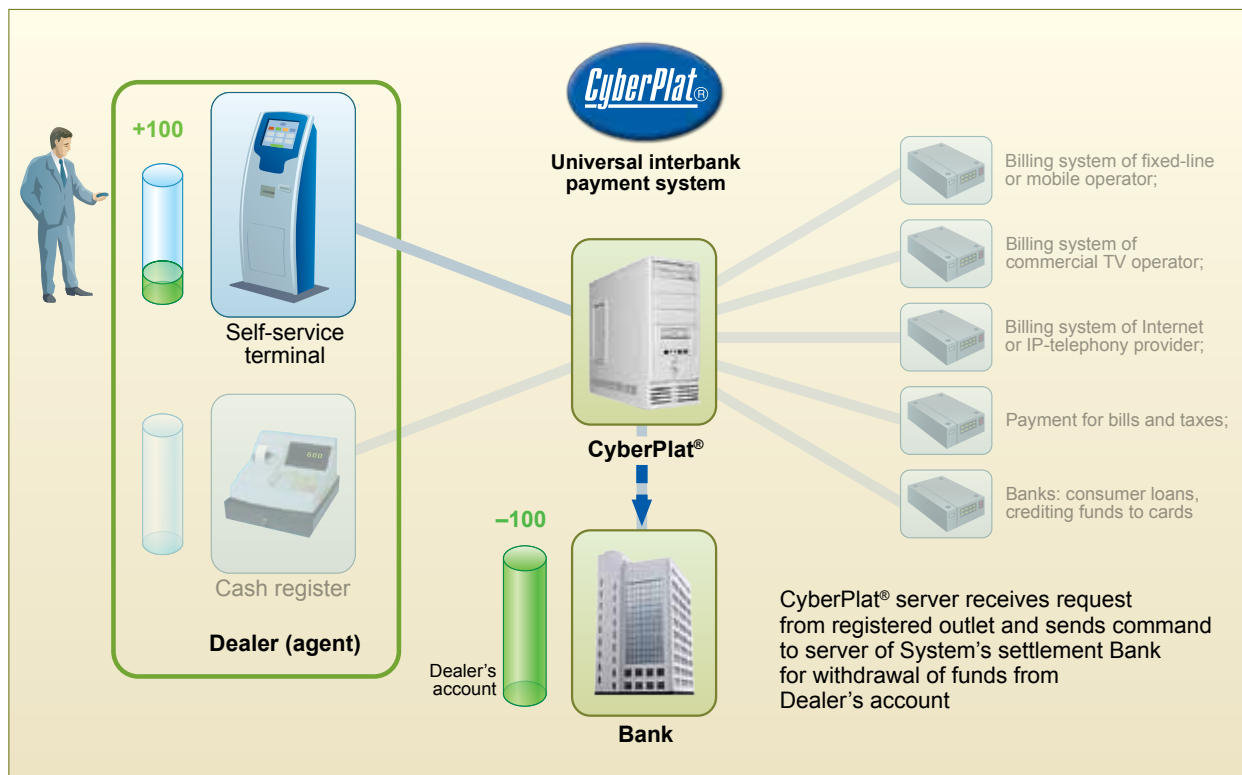 CyberPlat®
Universal interbank
payment system
+100
Self-service
terminal
600
Cash register
Dealer (agent)
CyberPlat®
–100
Dealer's
account
Bank
Billing system of fixed-line
or mobile operator;
Billing system of
commercial TV operator;
Billing system of Internet
or IP-telephony provider;
Payment for bills and taxes;
Banks: consumer loans,
crediting funds to cards
CyberPlat® server receives request
from registered outlet and sends command
to server of System's settlement Bank
for withdrawal of funds from
Dealer's account